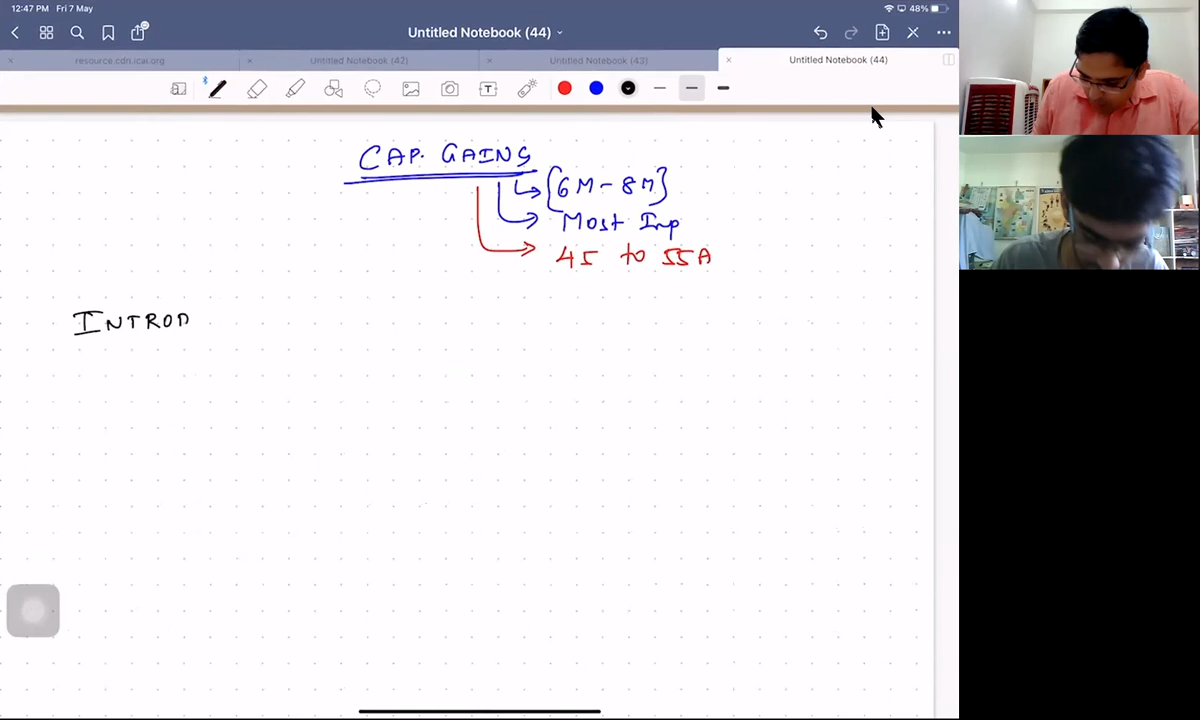 12:47 PM Fri 7 May
48%
Untitled Notebook (44)
resource.cdn.icai.org
Untitled Notebook (42)
Untitled Notebook (43)
Untitled Notebook (44)
T
CAP. GAINS
[6M - 8M]
Most Imp
45 to 55A
INTROD